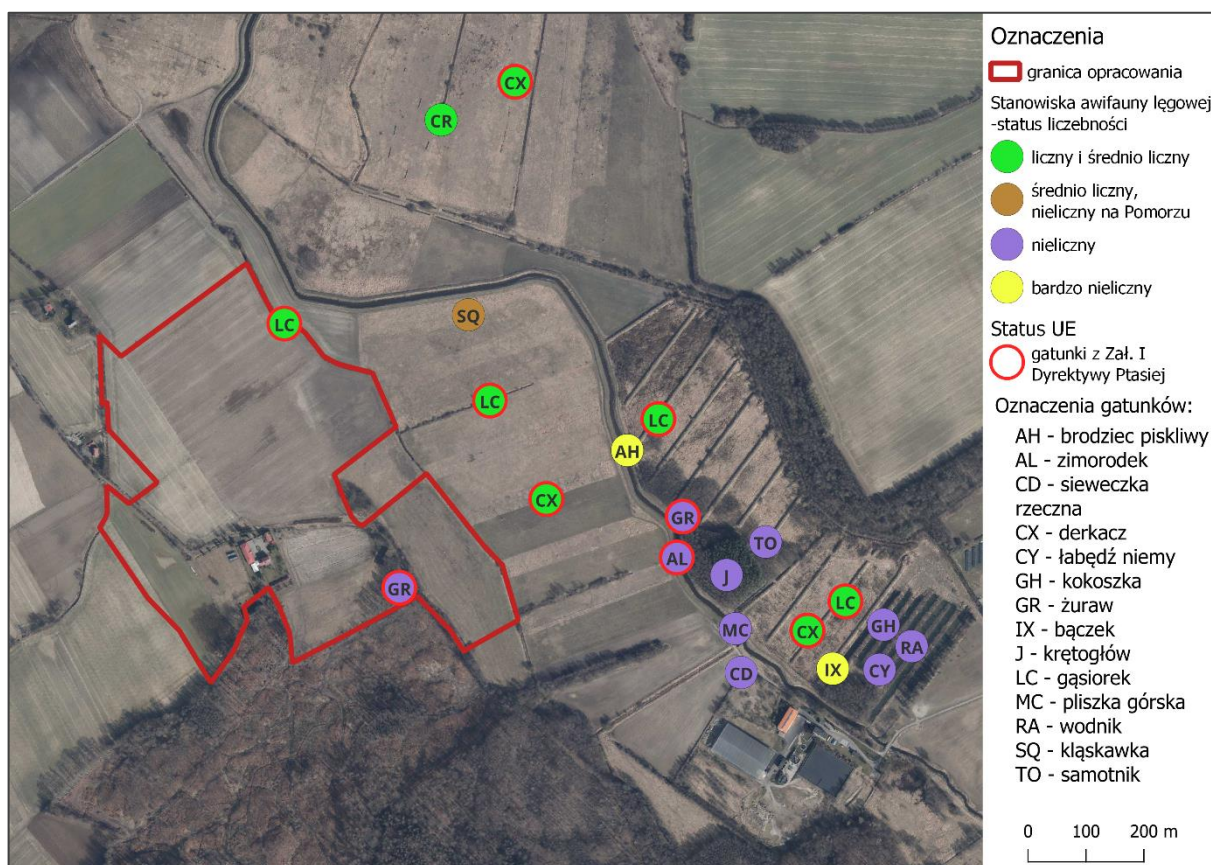 CX
CR
LC
SQ
LC
LC
AH
CX
GR
TO
AL
J
GR
LC
CX
MC
GH
RA
IX
CY
CD
Oznaczenia
granica opracowania
Stanowiska awifauny lęgowej
-status liczebności
liczny i średnio liczny
średnio liczny,
nieliczny na Pomorzu
nieliczny
bardzo nieliczny
Status UE
gatunki z Zał. I
Dyrektywy Ptasiej
Oznaczenia gatunków:
AH - brodziec piskliwy
AL - zimorodek
CD - sieweczka
rzeczna
CX - derkacz
CY - łabędź niemy
GH - kokoszka
GR - żuraw
IX - bączek
J - krętogłów
LC - gąsiorek
MC - pliszka górska
RA - wodnik
SQ - kląskawka
TO - samotnik
0 100 200 m